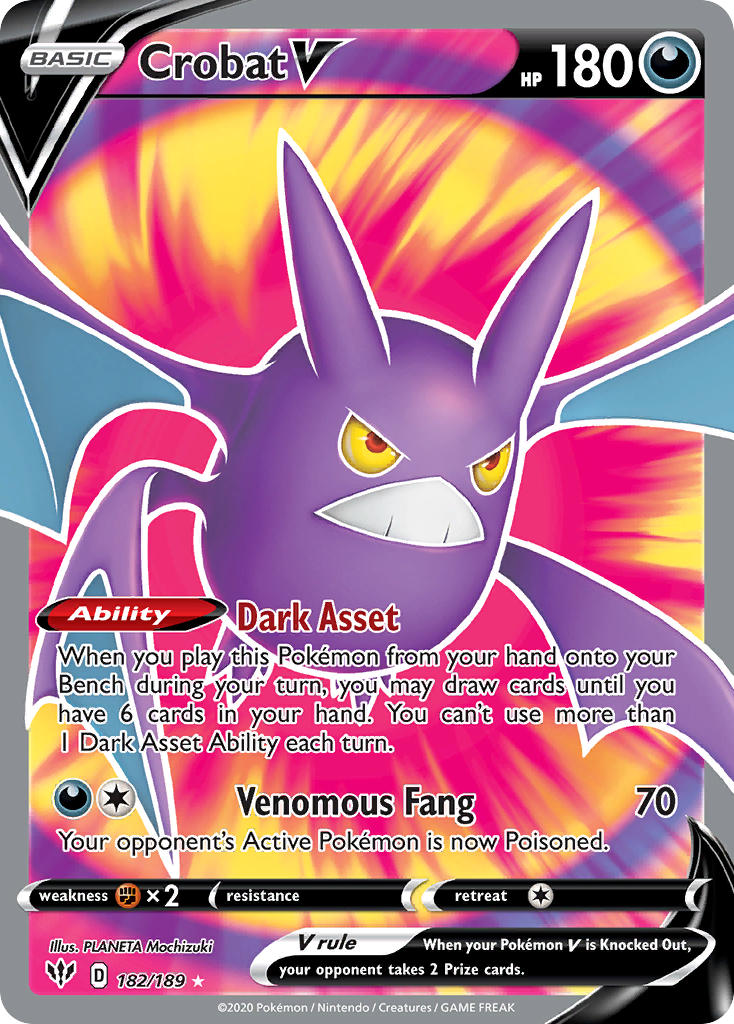 BASIC Crobat V HP 180
Ability Dark Asset
When you play this Pokémon from your hand onto your
Bench during your turn, you may draw cards until you
have 6 cards in your hand. You can't use more than
1 Dark Asset Ability each turn.
Venomous Fang 70
Your opponent's Active Pokémon is now Poisoned.
weakness ×2 resistance retreat
Illus. PLANETA Mochizuki
V rule When your Pokémon V is Knocked Out,
your opponent takes 2 Prize cards.
D 182/189
©2020 Pokémon / Nintendo / Creatures / GAME FREAK